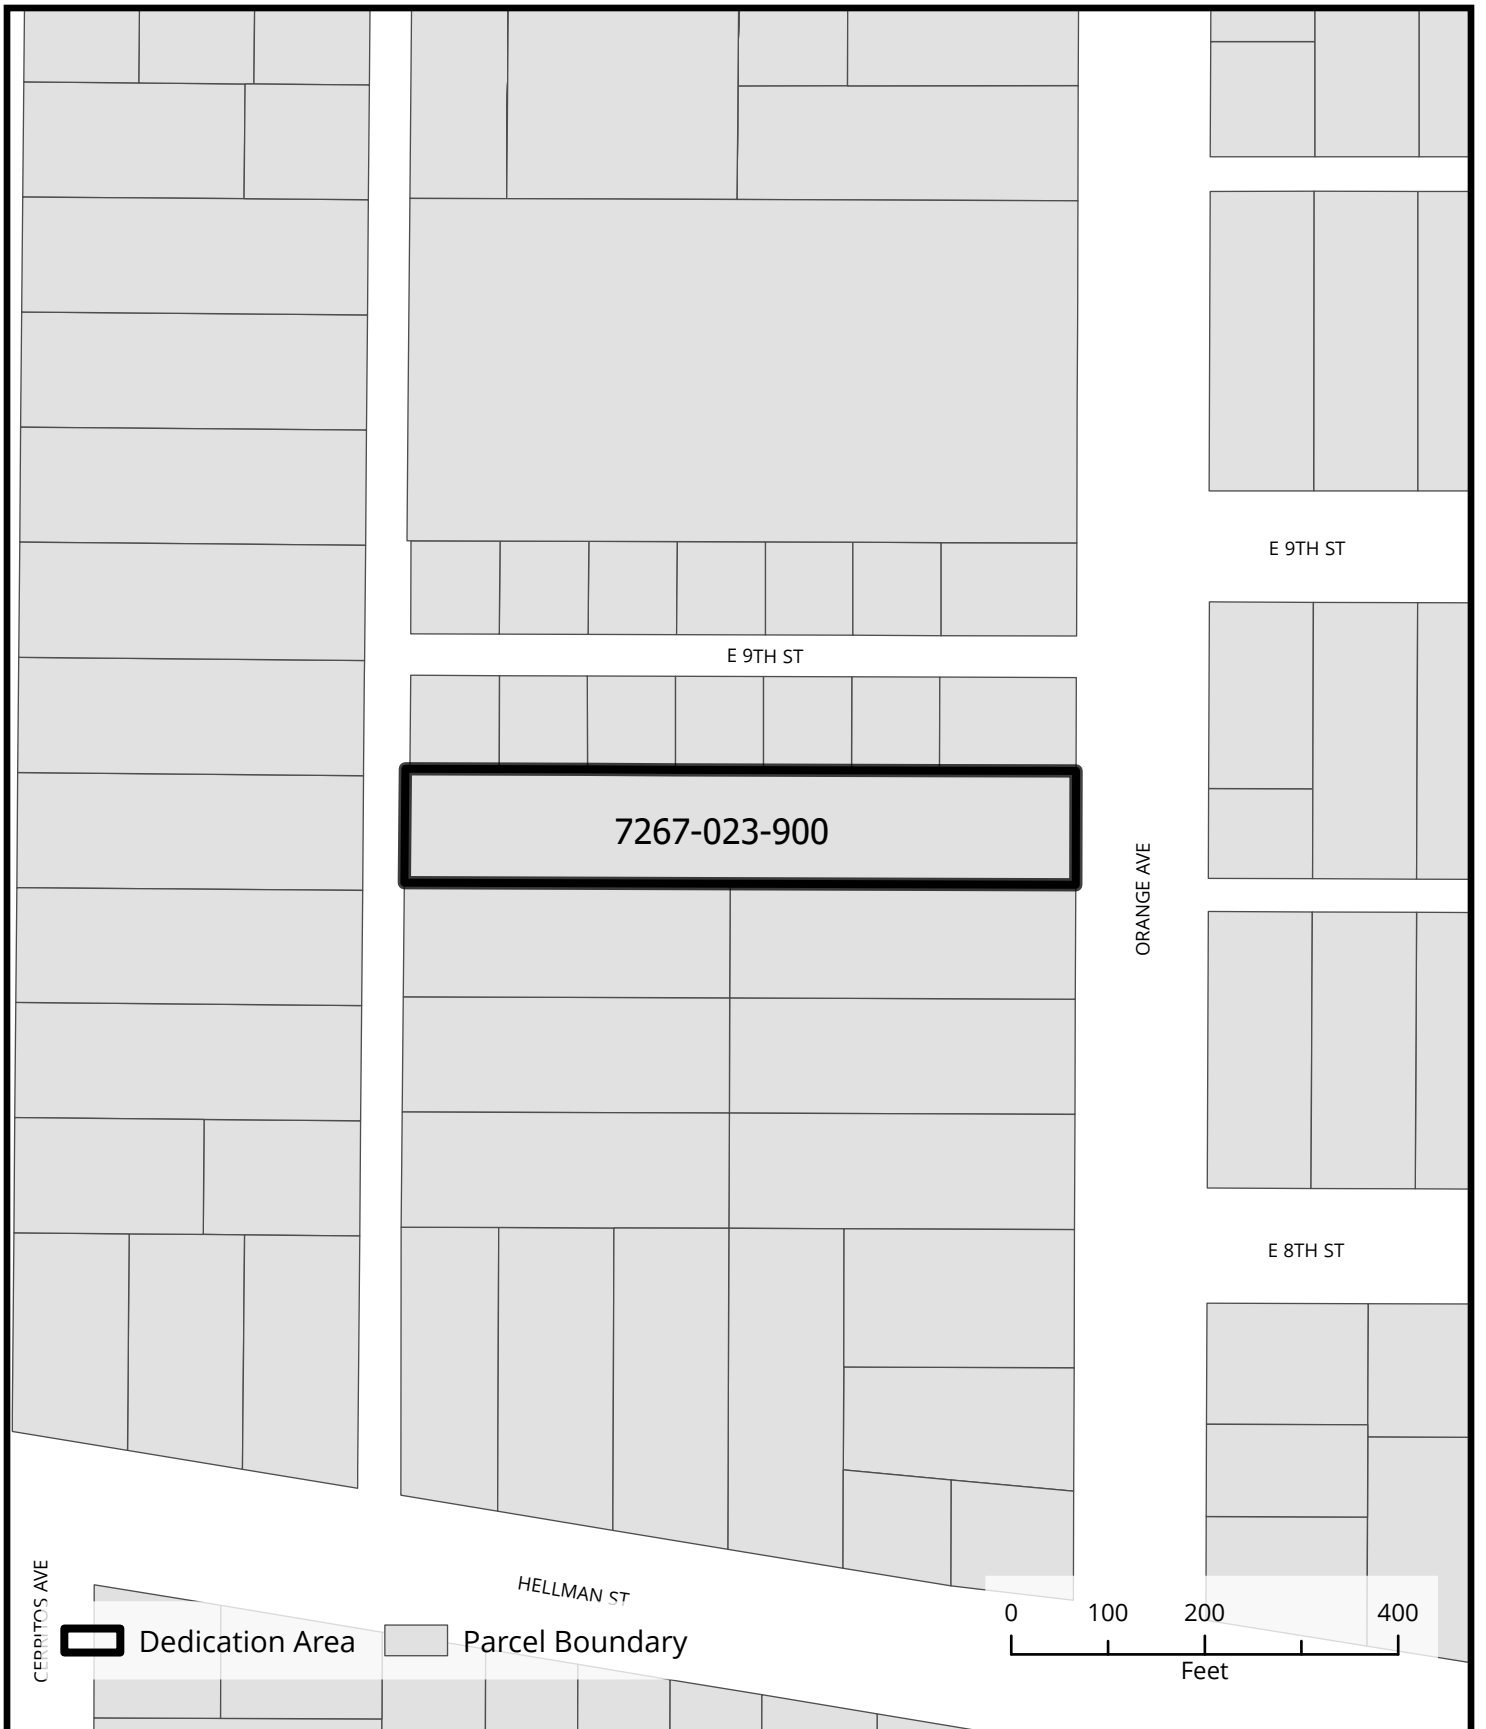 E 9TH ST
E 9TH ST
7267-023-900
ORANGE AVE
E 8TH ST
CERRITOS AVE
HELLMAN ST
Dedication Area
Parcel Boundary
0 100 200 400
Feet